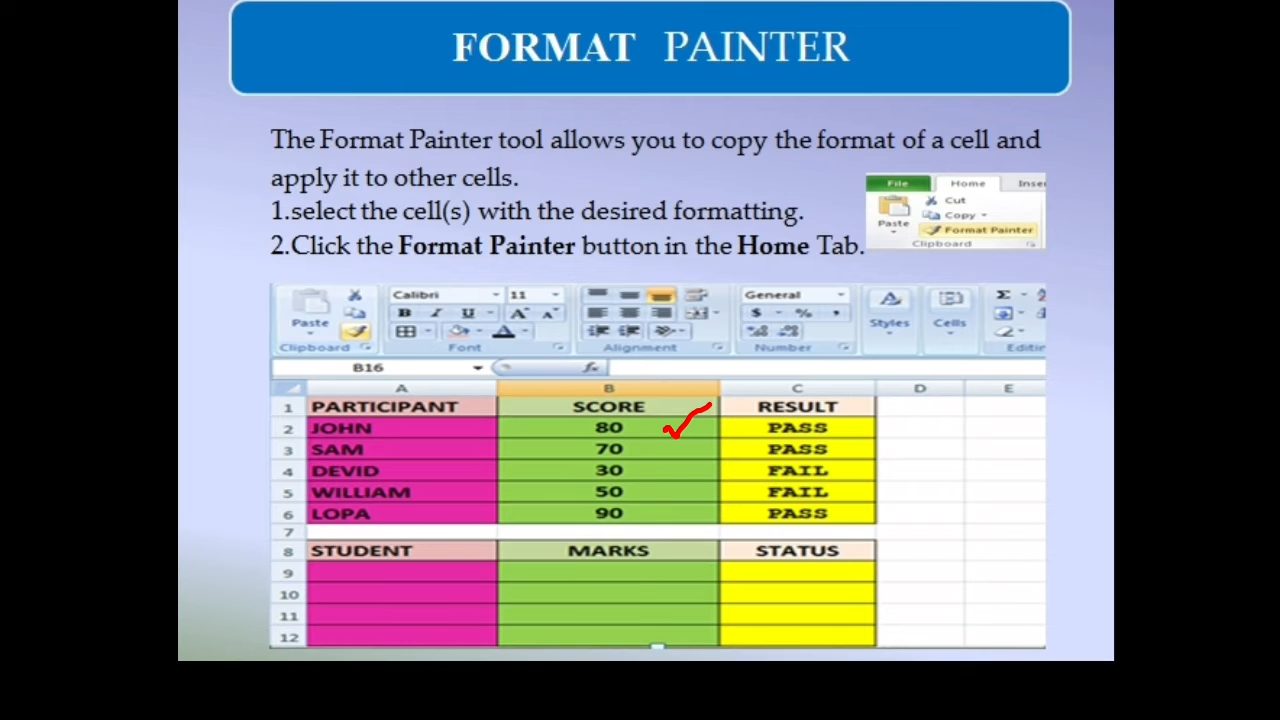 FORMAT PAINTER
The Format Painter tool allows you to copy the format of a cell and
apply it to other cells.
1.select the cell(s) with the desired formatting.
2.Click the Format Painter button in the Home Tab.
File Home Inser
Cut
Copy
Paste
Format Painter
Clipboard
Calibri 11 General
B I U A A $ % ,
Paste Styles Cells
A
Clipboard Font Alignment Number Editin
B16 fx
A B C D E
1 PARTICIPANT SCORE RESULT
2 JOHN 80 PASS
3 SAM 70 PASS
4 DEVID 30 FAIL
5 WILLIAM 50 FAIL
6 LOPA 90 PASS
7
8 STUDENT MARKS STATUS
9
10
11
12